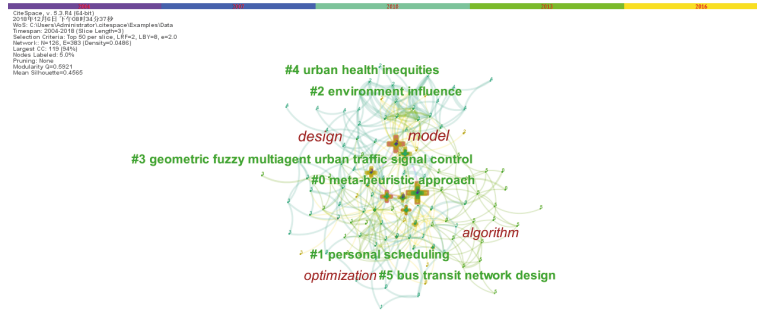 2018
2016
CiteSpace, v. 5.3.R4 (64-bit)
2018年12月6日 下午08时34分37秒
WoS: C:\Users\Administrator\citespace\Examples\Data
Timespan: 2004-2018 (Slice Length=3)
Selection Criteria: Top 50 per slice, LRF=2, LBY=8, e=2.0
Network: N=126, E=383 (Density=0.0486)
Largest CC: 119 (94%)
Nodes Labeled: 5.0%
Pruning: None
Modularity Q=0.5921
Mean Silhouette=0.4565
#4 urban health inequities
#2 environment influence
design
model
#3 geometric fuzzy multiagent urban traffic signal control
#0 meta-heuristic approach
algorithm
#1 personal scheduling
optimization
#5 bus transit network design